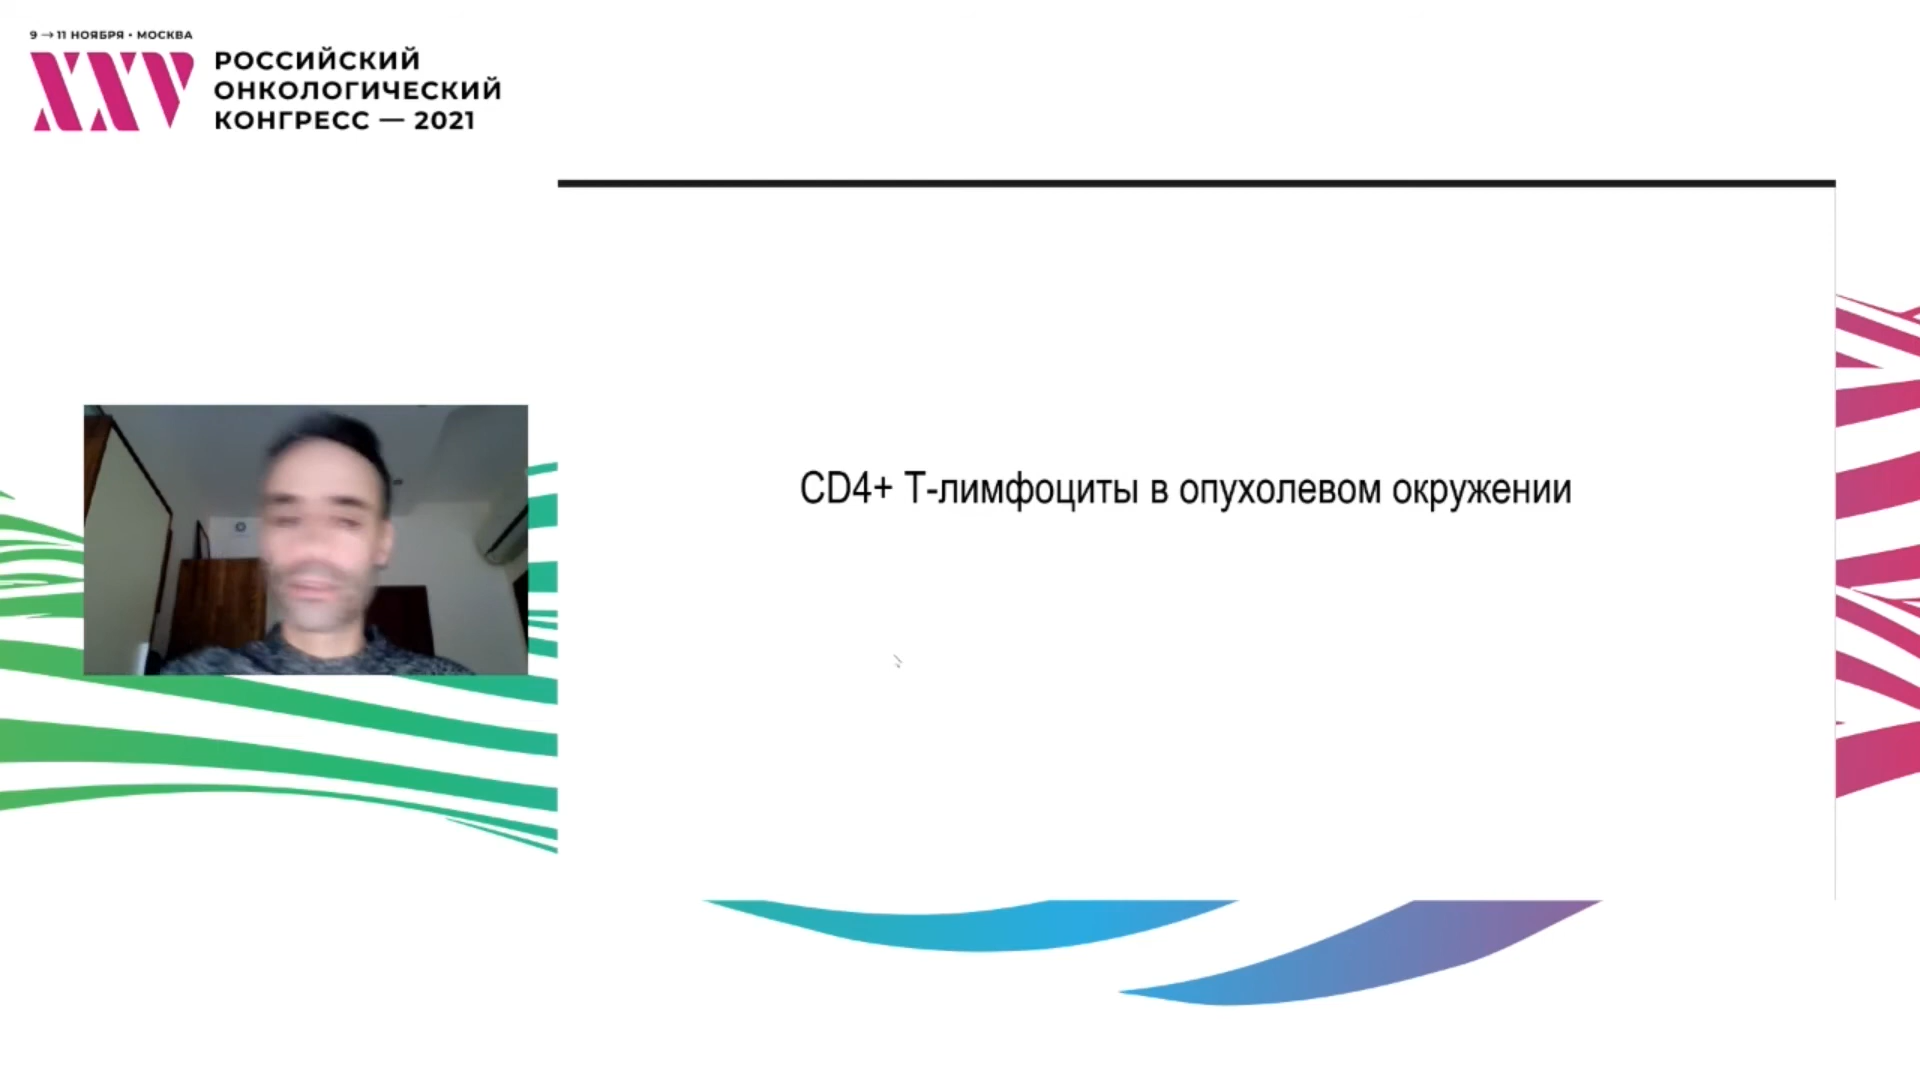 9 → 11 НОЯБРЯ • МОСКВА
XXV
РОССИЙСКИЙ
ОНКОЛОГИЧЕСКИЙ
КОНГРЕСС — 2021
CD4+ Т-лимфоциты в опухолевом окружении